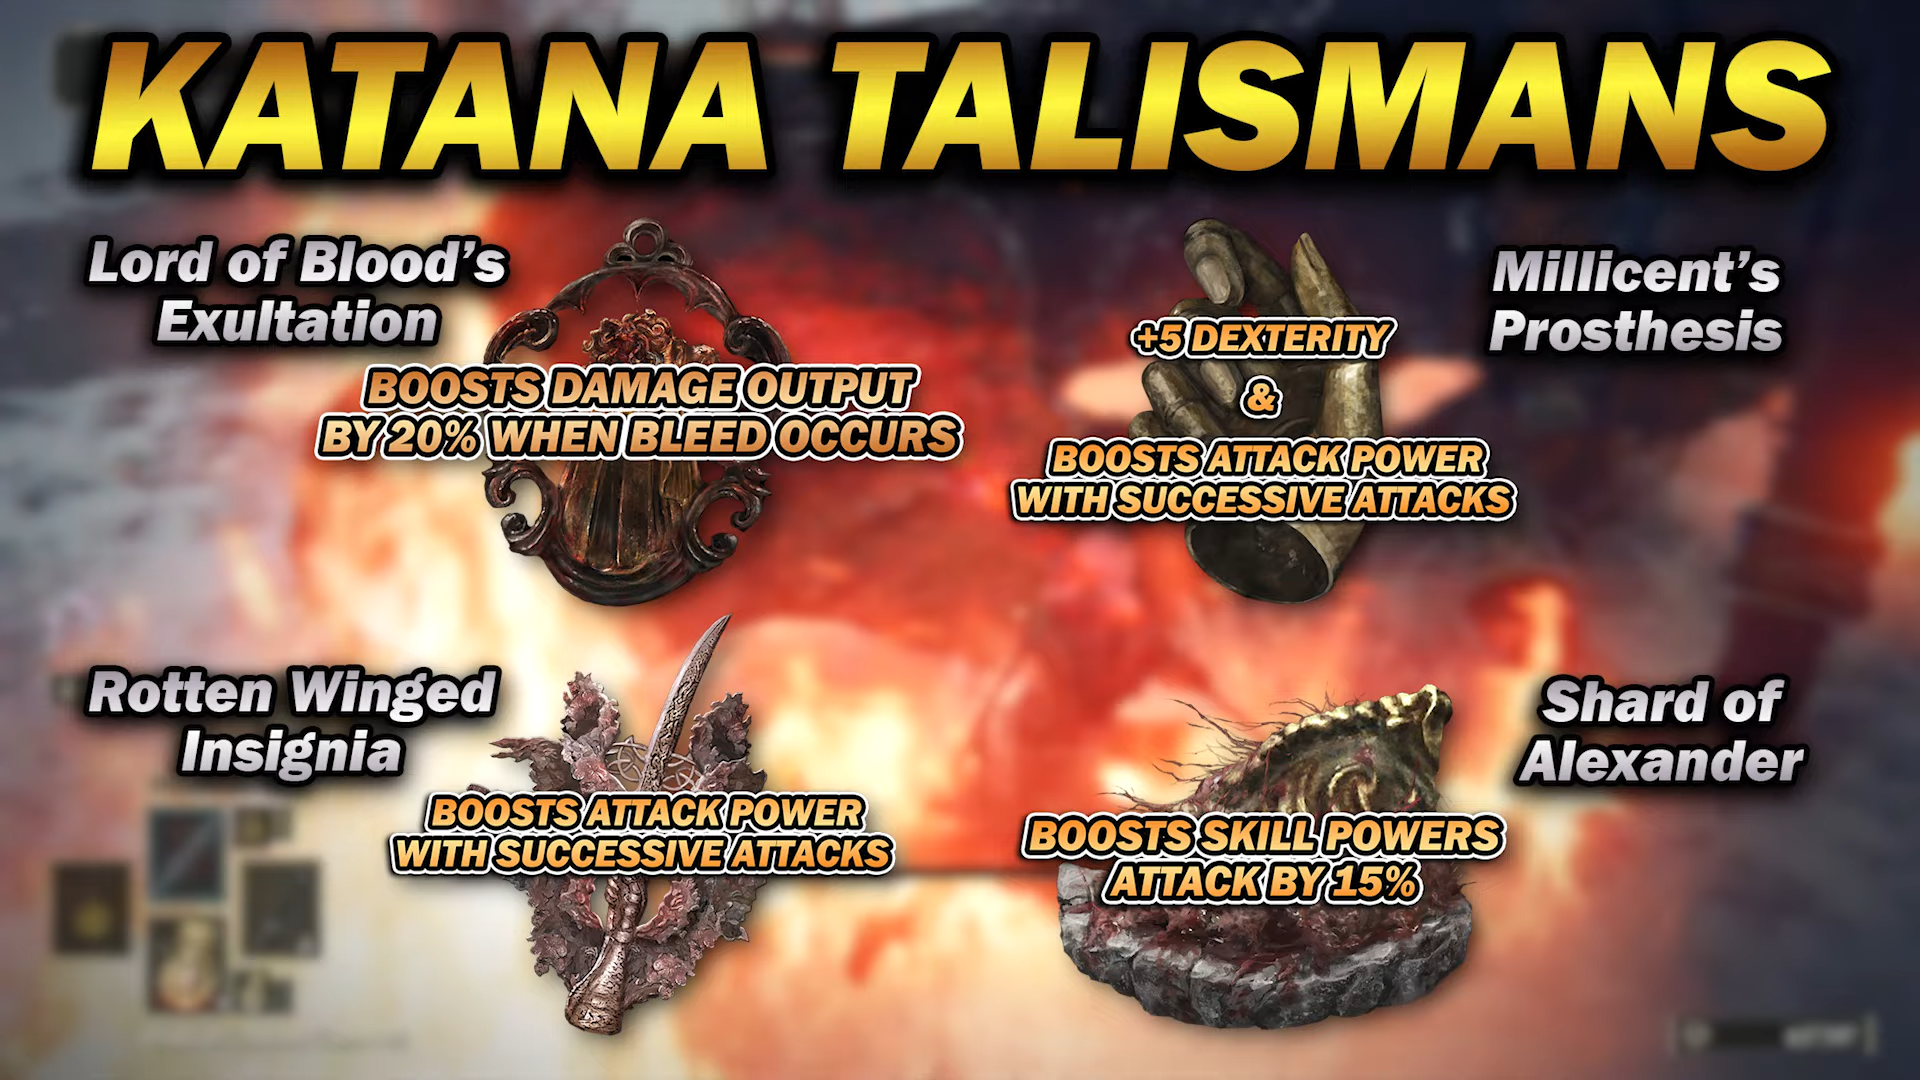 KATANA TALISMANS
Lord of Blood's
Exultation
BOOSTS DAMAGE OUTPUT
BY 20% WHEN BLEED OCCURS
Millicent's
Prosthesis
+5 DEXTERITY
&
BOOSTS ATTACK POWER
WITH SUCCESSIVE ATTACKS
Rotten Winged
Insignia
BOOSTS ATTACK POWER
WITH SUCCESSIVE ATTACKS
Shard of
Alexander
BOOSTS SKILL POWERS
ATTACK BY 15%